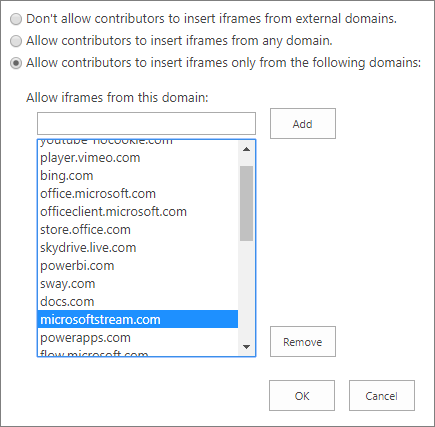 Don't allow contributors to insert iframes from external domains.
Allow contributors to insert iframes from any domain.
Allow contributors to insert iframes only from the following domains:
Allow iframes from this domain:
Add
youtube-nocookie.com
player.vimeo.com
bing.com
office.microsoft.com
officeclient.microsoft.com
store.office.com
skydrive.live.com
powerbi.com
sway.com
docs.com
microsoftstream.com
powerapps.com
flow.microsoft.com
Remove
OK
Cancel